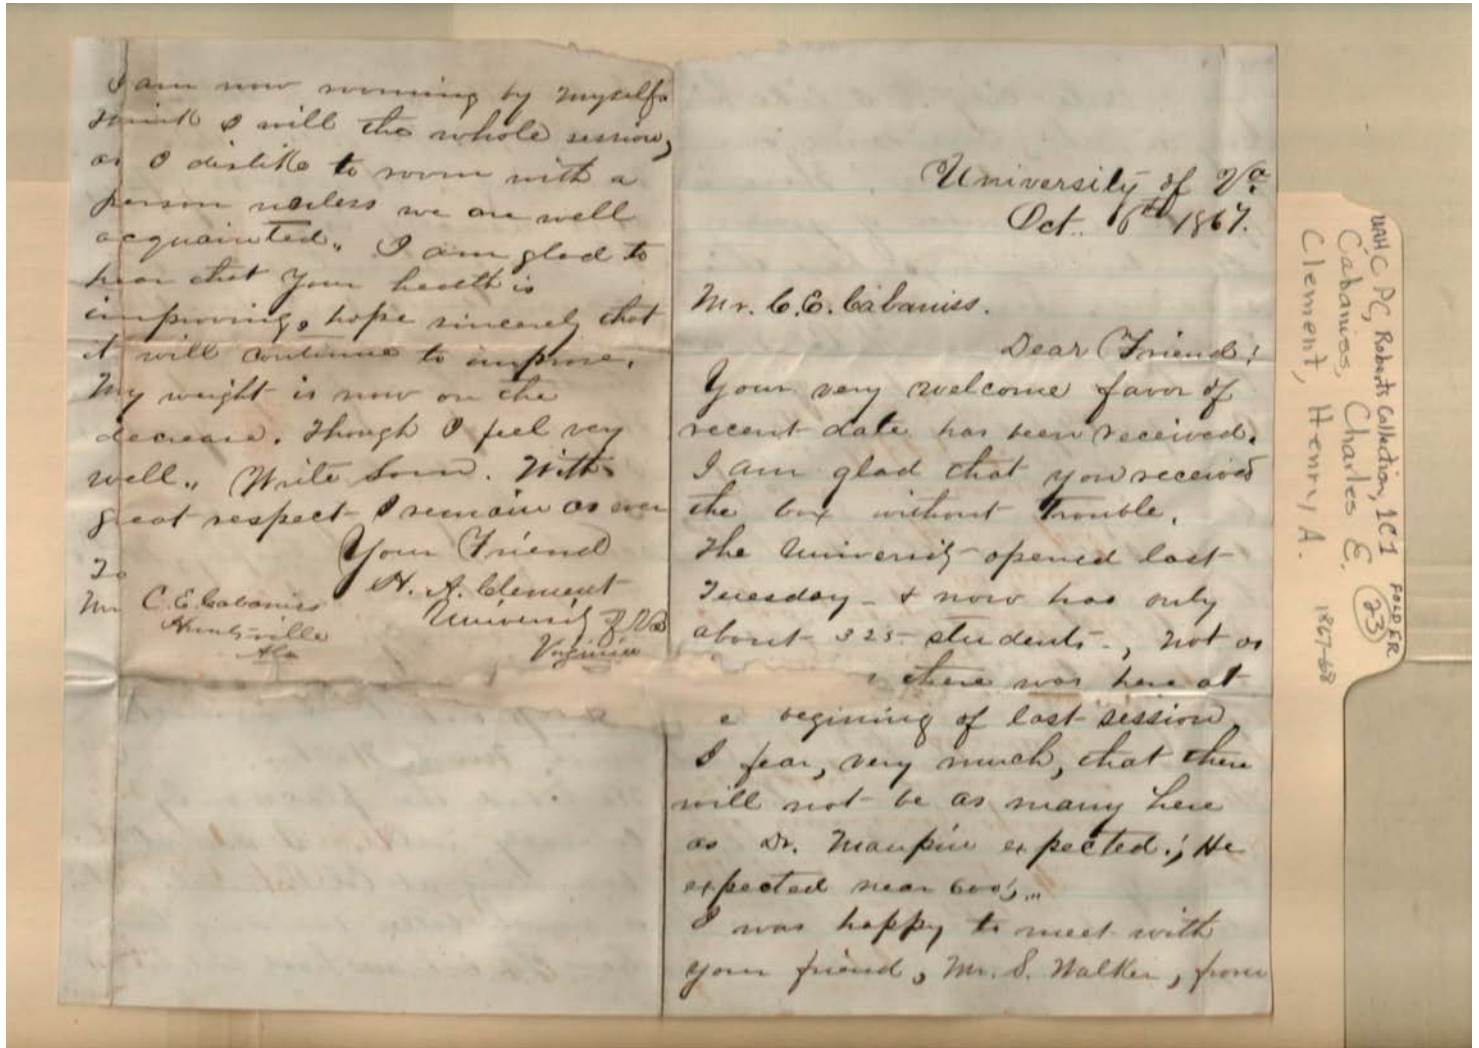 University of Va.
Oct. 6th 1867.
Mr. C. E. Cabaniss.
Dear Friend!
Your very welcome favor of
recent date has been received.
I am glad that you received
the box without trouble.
The University opened last
Tuesday - & now has only
about 325 students -, not as
there was here at
e begining of last session
I fear, very much, that there
will not be as many here
as Dr. Maupin expected; He
expected near 600;
I was happy to meet with
your friend, Mr. S. Walker, from
I am now rooming by myself
think I will the whole session,
as I dislike to room with a
person unless we are well
acquainted. I am glad to
hear that your health is
improving, hope sincerely that
it will continue to improve.
My weight is now on the
decrease. Though I feel very
well. Write soon. With
great respect I remain as ever
Your Friend
H. A. Clement
University of Va
Virginia
To
Mr. C. E. Cabaniss
Huntsville
Ala
UAHC PC, Roberts Collection, 1C1 FOLDER
Cabaniss, Charles E. (23)
Clement, Henry A. 1867-68